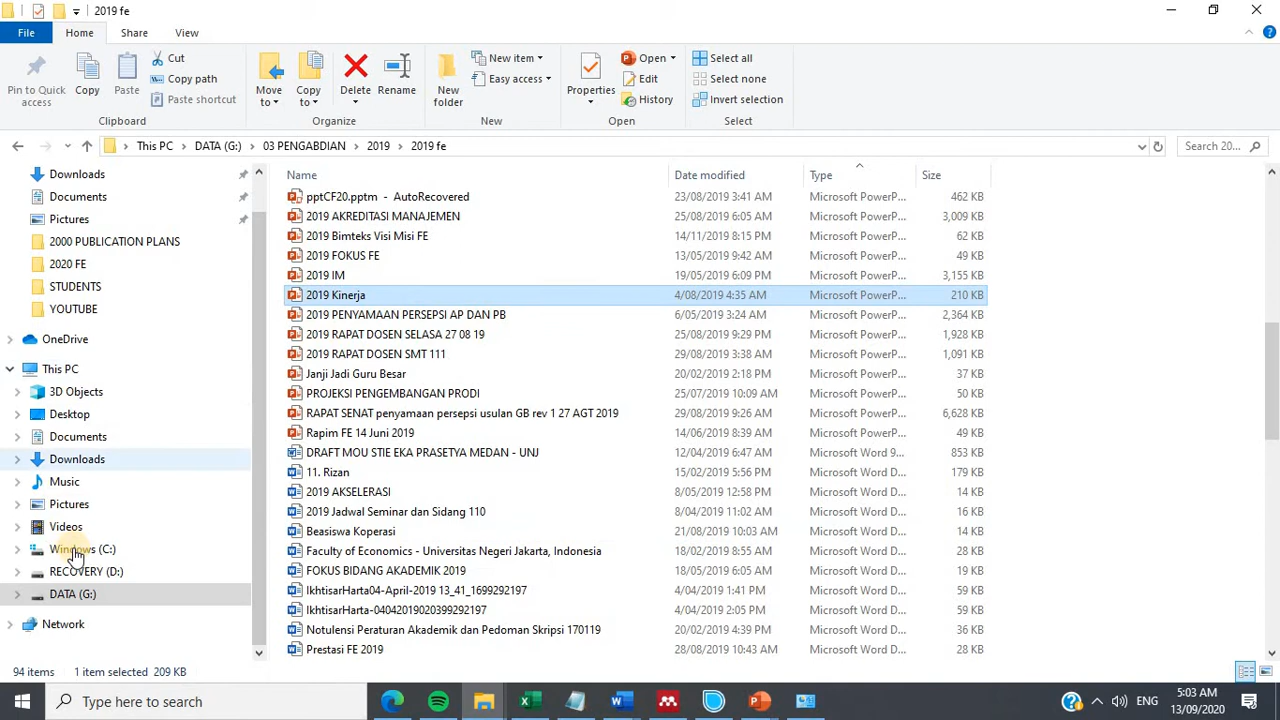 2019 fe
File Home Share View
Pin to Quick access
Copy
Paste
Cut
Copy path
Paste shortcut
Clipboard
Move to
Copy to
Delete
Rename
Organize
New folder
New item
Easy access
New
Properties
Open
Edit
History
Open
Select all
Select none
Invert selection
Select
This PC DATA (G:) 03 PENGABDIAN 2019 2019 fe
Search 20...
Downloads
Documents
Pictures
2000 PUBLICATION PLANS
2020 FE
STUDENTS
YOUTUBE
OneDrive
This PC
3D Objects
Desktop
Documents
Downloads
Music
Pictures
Videos
Windows (C:)
RECOVERY (D:)
DATA (G:)
Network
Name Date modified Type Size
pptCF20.pptm - AutoRecovered 23/08/2019 3:41 AM Microsoft PowerP... 462 KB
2019 AKREDITASI MANAJEMEN 25/08/2019 6:05 AM Microsoft PowerP... 3,009 KB
2019 Bimteks Visi Misi FE 14/11/2019 8:15 PM Microsoft PowerP... 62 KB
2019 FOKUS FE 13/05/2019 9:42 AM Microsoft PowerP... 49 KB
2019 IM 19/05/2019 6:09 PM Microsoft PowerP... 3,155 KB
2019 Kinerja 4/08/2019 4:35 AM Microsoft PowerP... 210 KB
2019 PENYAMAAN PERSEPSI AP DAN PB 6/05/2019 3:24 AM Microsoft PowerP... 2,364 KB
2019 RAPAT DOSEN SELASA 27 08 19 25/08/2019 9:29 PM Microsoft PowerP... 1,928 KB
2019 RAPAT DOSEN SMT 111 29/08/2019 3:38 AM Microsoft PowerP... 1,091 KB
Janji Jadi Guru Besar 20/02/2019 2:18 PM Microsoft PowerP... 37 KB
PROJEKSI PENGEMBANGAN PRODI 25/07/2019 10:09 AM Microsoft PowerP... 50 KB
RAPAT SENAT penyamaan persepsi usulan GB rev 1 27 AGT 2019 29/08/2019 9:26 AM Microsoft PowerP... 6,628 KB
Rapim FE 14 Juni 2019 14/06/2019 8:39 AM Microsoft PowerP... 49 KB
DRAFT MOU STIE EKA PRASETYA MEDAN - UNJ 12/04/2019 6:47 AM Microsoft Word 9... 853 KB
11. Rizan 15/02/2019 5:56 PM Microsoft Word D... 179 KB
2019 AKSELERASI 8/05/2019 12:58 PM Microsoft Word D... 14 KB
2019 Jadwal Seminar dan Sidang 110 8/04/2019 11:02 AM Microsoft Word D... 14 KB
Beasiswa Koperasi 21/08/2019 10:03 AM Microsoft Word D... 12 KB
Faculty of Economics - Universitas Negeri Jakarta, Indonesia 18/02/2019 8:55 AM Microsoft Word D... 28 KB
FOKUS BIDANG AKADEMIK 2019 18/05/2019 6:05 AM Microsoft Word D... 20 KB
IkhtisarHarta04-April-2019 13_41_1699292197 4/04/2019 1:41 PM Microsoft Word D... 59 KB
IkhtisarHarta-04042019020399292197 4/04/2019 2:05 PM Microsoft Word D... 59 KB
Notulensi Peraturan Akademik dan Pedoman Skripsi 170119 20/02/2019 4:39 PM Microsoft Word D... 36 KB
Prestasi FE 2019 28/08/2019 10:43 AM Microsoft Word D... 28 KB
94 items 1 item selected 209 KB
Type here to search
ENG
5:03 AM
13/09/2020